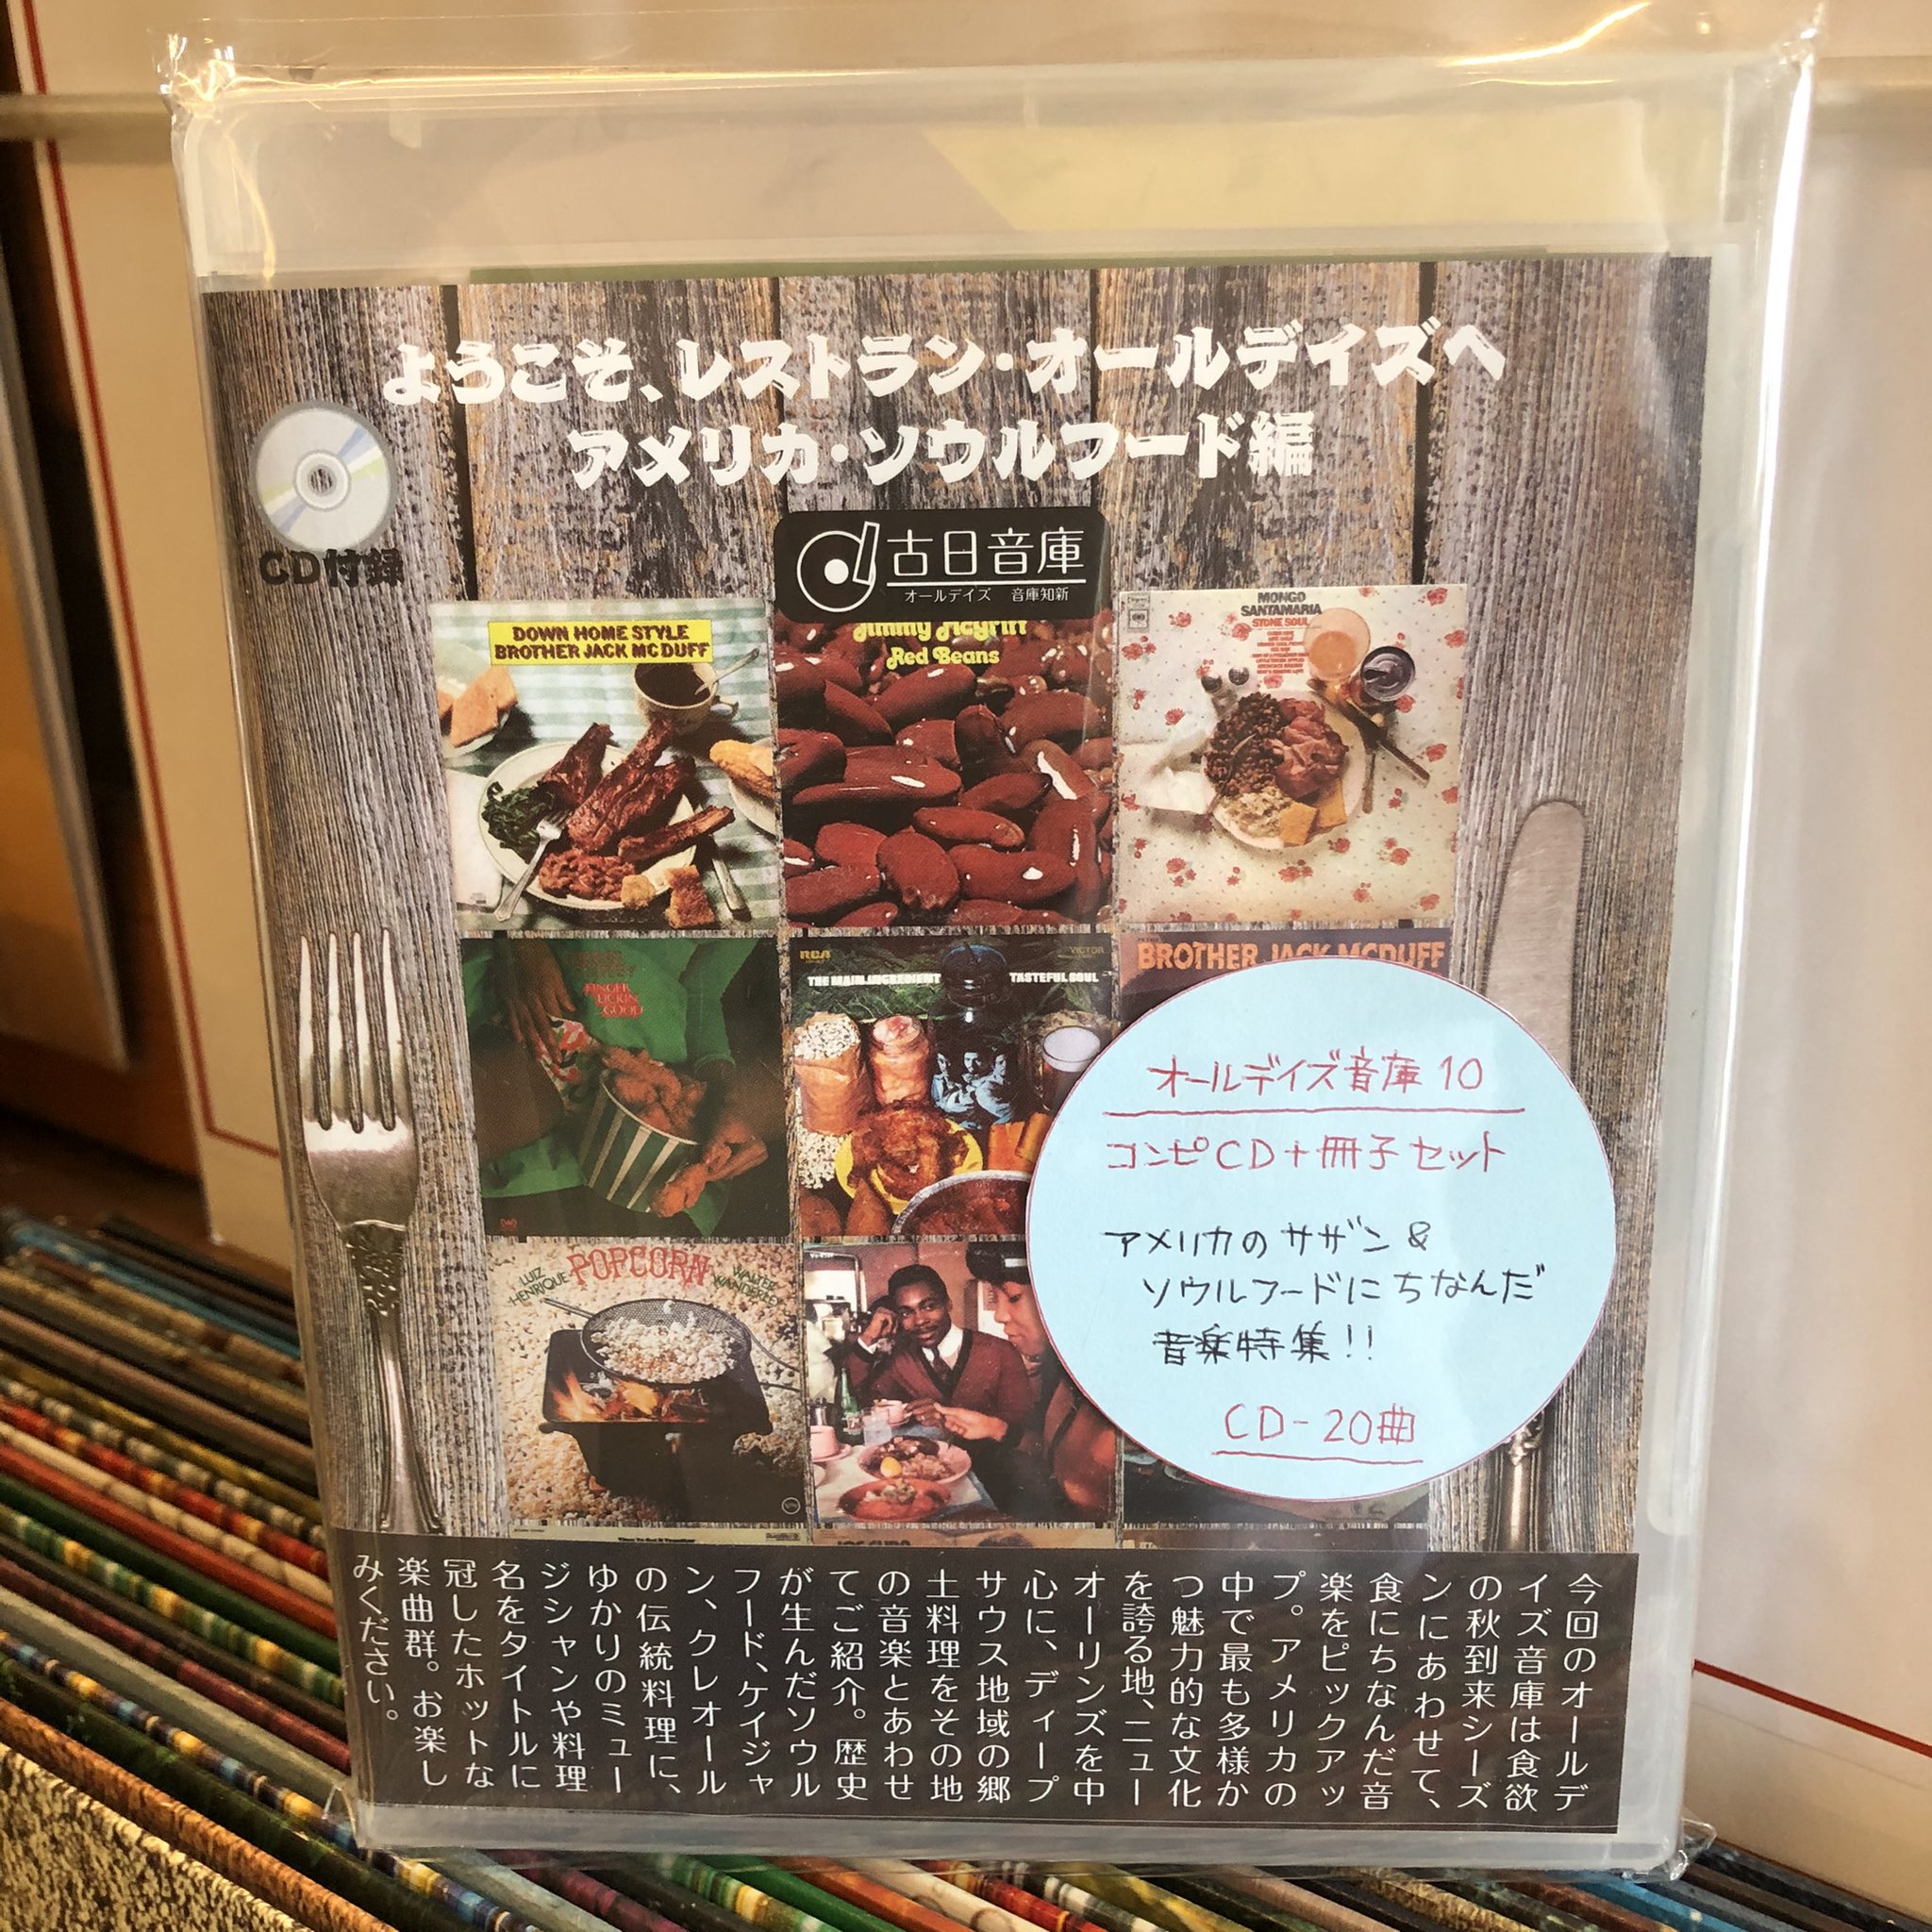 ようこそ、レストラン・オールデイズへ
アメリカ・ソウルフード編
CD付録
古日音庫
オールデイズ 音庫知新
DOWN HOME STYLE
BROTHER JACK MC DUFF
Jimmy McGriff
Red Beans
MONGO
SANTAMARIA
STONE SOUL
FINGER
LICKIN
GOOD
RCA
VICTOR
THE MAIN INGREDIENT
TASTEFUL SOUL
BROTHER JACK MCDUFF
LUIZ
HENRIQUE
POPCORN
WALTER
WANDERLEY
オールデイズ音庫 10
コンピCD+冊子セット
アメリカのサザン&
ソウルフードにちなんだ
音楽特集!!
CD-20曲
今回のオールデ
イズ音庫は食欲
の秋到来シーズ
ンにあわせて、
食にちなんだ音
楽をピックアッ
プ。アメリカの
中で最も多様か
つ魅力的な文化
を誇る地、ニュー
オーリンズを中
心に、ディープ
サウス地域の郷
土料理をその地
の音楽とあわせ
てご紹介。歴史
が生んだソウル
フード、ケイジャ
ン、クレオール
の伝統料理に、
ゆかりのミュー
ジシャンや料理
名をタイトルに
冠したホットな
楽曲群。お楽し
みください。